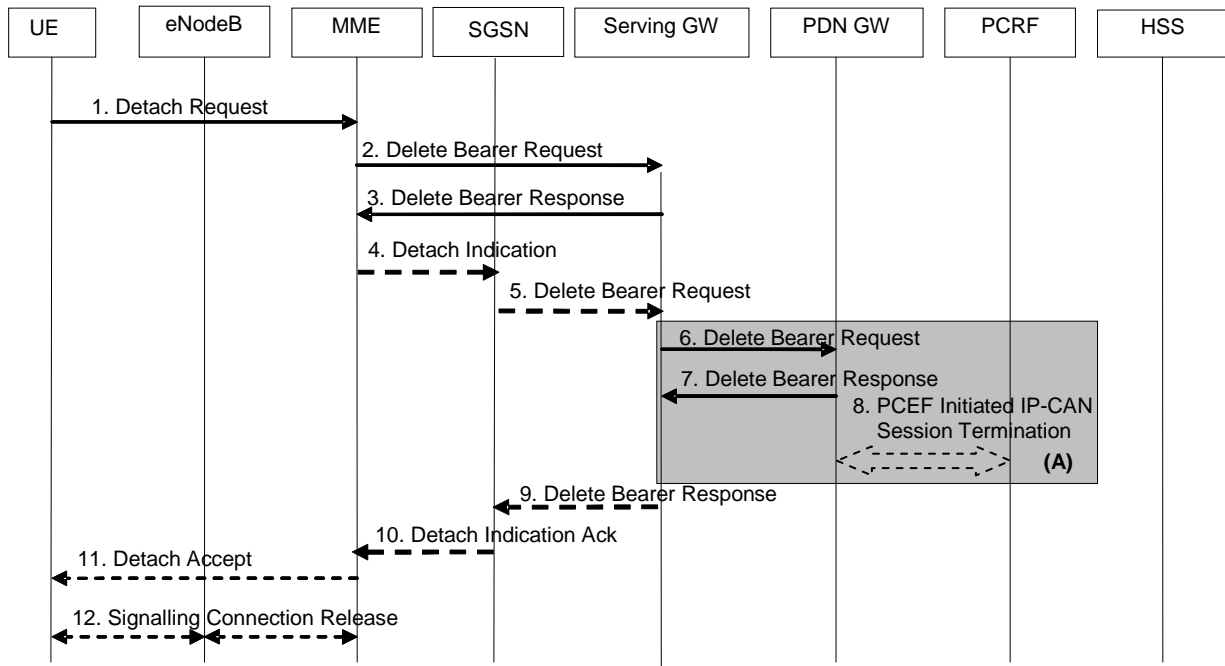 UE
eNodeB
MME
SGSN
Serving GW
PDN GW
PCRF
HSS
1. Detach Request
2. Delete Bearer Request
3. Delete Bearer Response
4. Detach Indication
5. Delete Bearer Request
6. Delete Bearer Request
7. Delete Bearer Response
8. PCEF Initiated IP-CAN
Session Termination
(A)
9. Delete Bearer Response
10. Detach Indication Ack
11. Detach Accept
12. Signalling Connection Release